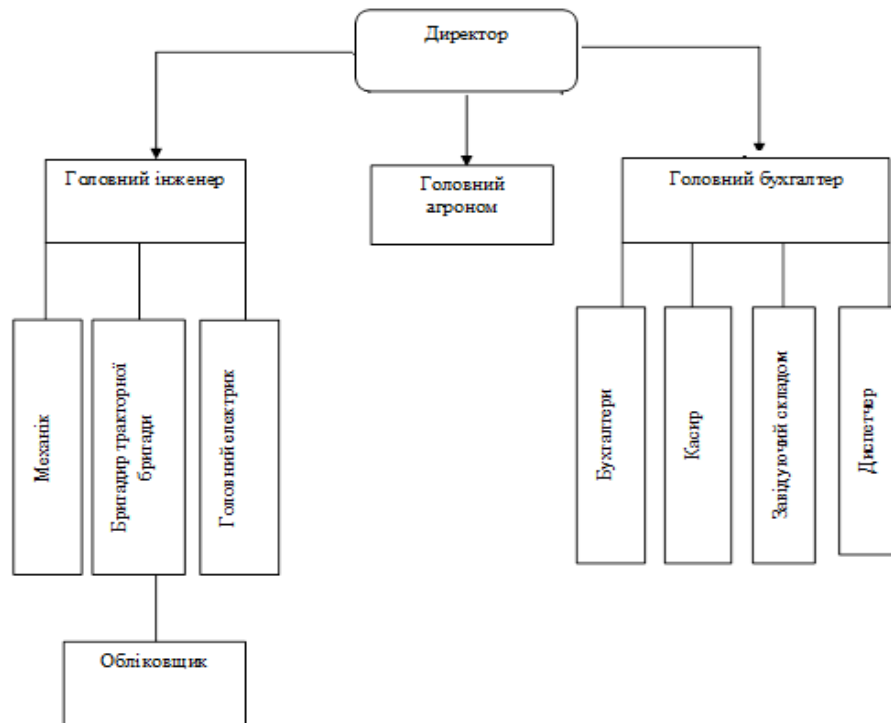 Директор
Головний інженер
Головний
агроном
Головний бухгалтер
Механік
Бригадир тракторної
бригади
Головний електрик
Бухгалтери
Касир
Завідуючий складом
Диспетчер
Обліковщик